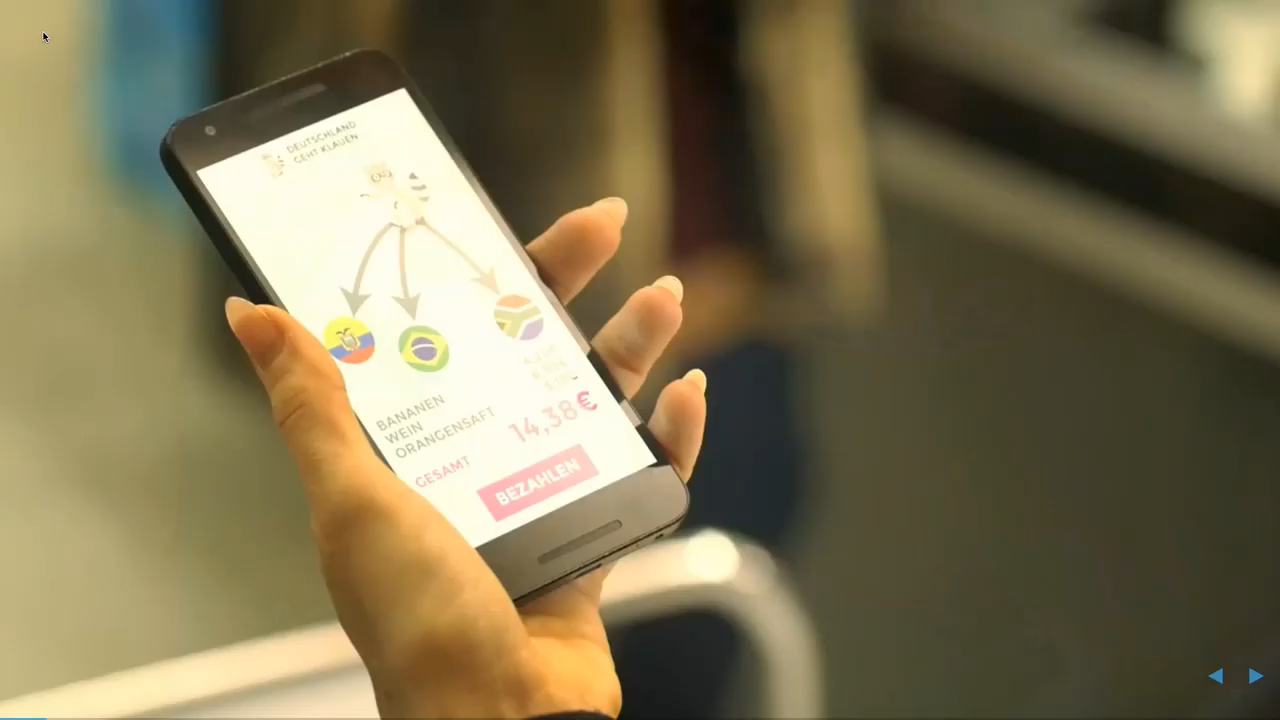 DEUTSCHLAND
GEHT KLAUEN
BANANEN
WEIN
ORANGENSAFT
GESAMT
14,38€
BEZAHLEN